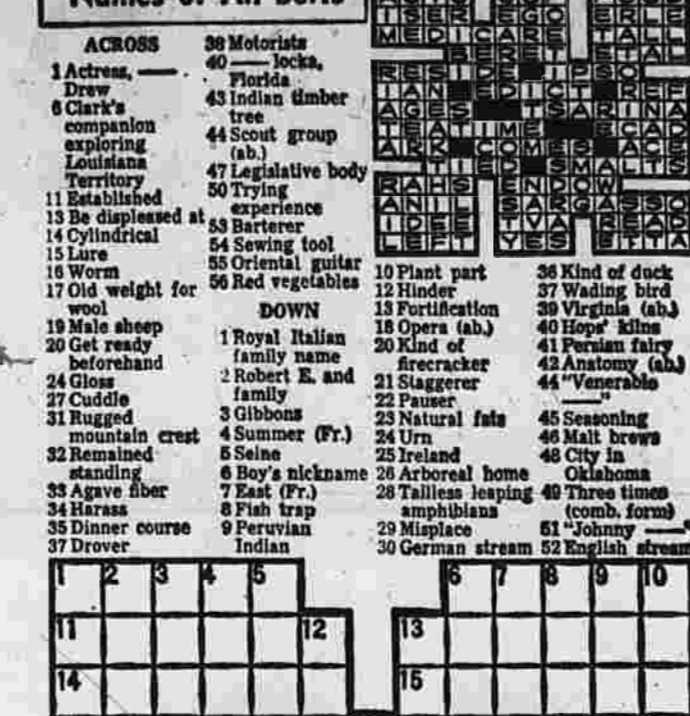 Names of All Sorts
ACROSS
1 Actress, —— .
Drew
6 Clark's
companion
exploring
Louisiana
Territory
11 Established
13 Be displeased at
14 Cylindrical
15 Lure
16 Worm
17 Old weight for
wool
19 Male sheep
20 Get ready
beforehand
24 Gloss
27 Cuddle
31 Rugged
mountain crest
32 Remained
standing
33 Agave fiber
34 Harass
35 Dinner course
37 Drover
38 Motorists
40 —— locka,
Florida
43 Indian timber
tree
44 Scout group
(ab.)
47 Legislative body
50 Trying
experience
53 Barterer
54 Sewing tool
55 Oriental guitar
56 Red vegetables
DOWN
1 Royal Italian
family name
2 Robert E. and
family
3 Gibbons
4 Summer (Fr.)
5 Seine
6 Boy's nickname
7 East (Fr.)
8 Fish trap
9 Peruvian
Indian
TSER EGO ERLE
MEDICARE TALL
BERET ETAL
RESIDE IPSO
IAN EDICT REF
AGES TSARINA
TEATIME ECAD
ARK COMES ACE
TIED SMALTS
RAHS ENDOW
ANIL SARGASSO
IDEE TVA READ
LEFT YES ETTA
10 Plant part
12 Hinder
13 Fortification
18 Opera (ab.)
20 Kind of
firecracker
21 Staggerer
22 Pauser
23 Natural fats
24 Urn
25 Ireland
26 Arboreal home
28 Tailless leaping
amphibians
29 Misplace
30 German stream
36 Kind of duck
37 Wading bird
39 Virginia (ab.)
40 Hops' kilns
41 Persian fairy
42 Anatomy (ab.)
44 "Venerable
——"
45 Seasoning
46 Malt brews
48 City in
Oklahoma
49 Three times
(comb. form)
51 "Johnny ——"
52 English stream
1 2 3 4 5 6 7 8 9 10
11 12 13
14 15